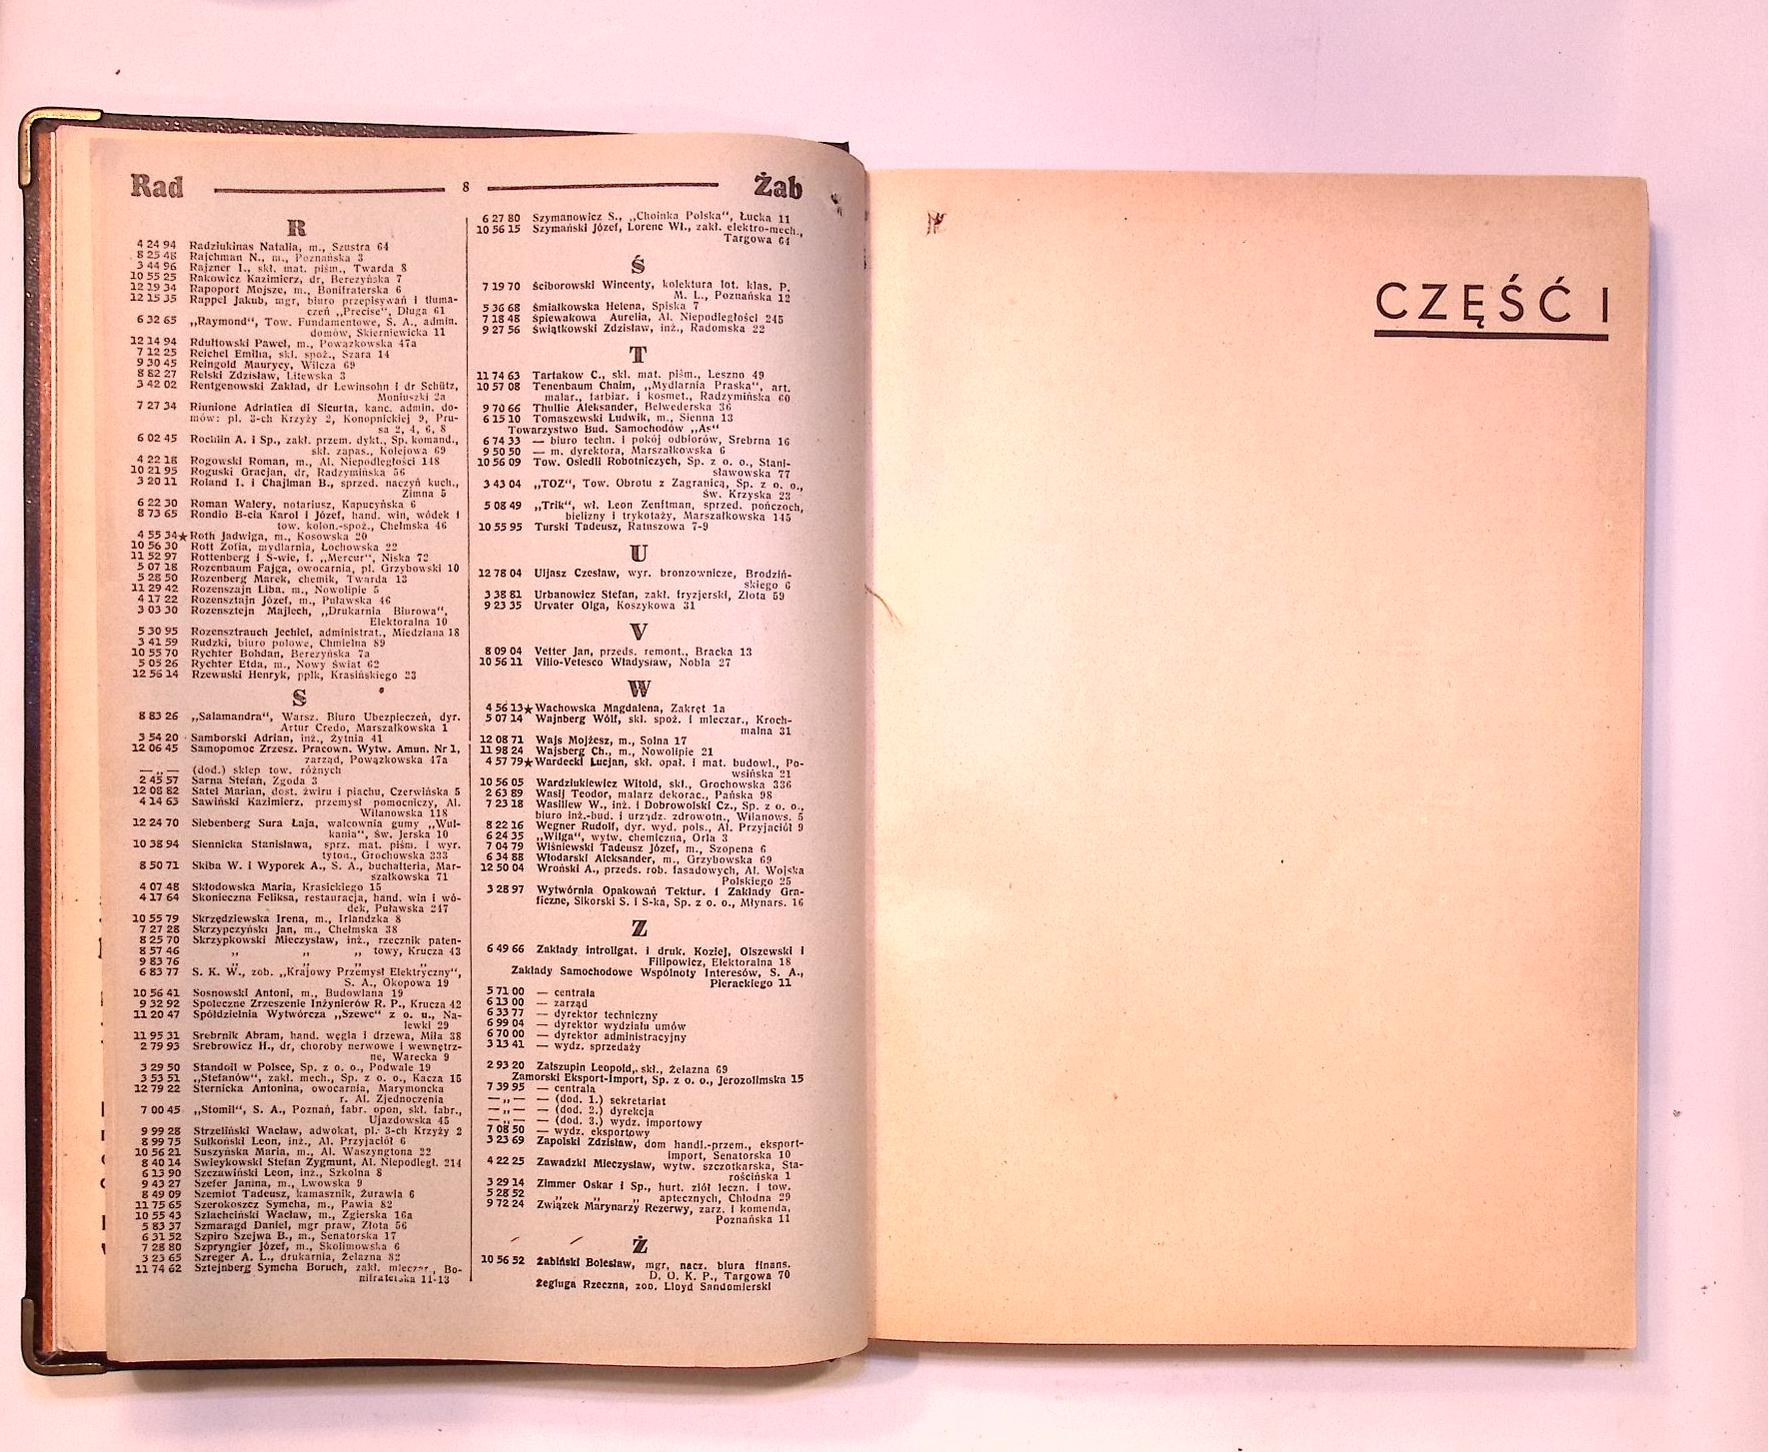 Rad 8 Żab
R
4 24 94 Radziukinas Natalia, m., Szustra 64
8 25 48 Rajchman N., m., Poznańska 3
3 44 96 Rajzner I., skł. mat. piśm., Twarda 8
10 55 25 Rakowicz Kazimierz, dr, Berezyńska 7
12 19 34 Rapoport Mojsze, m., Bonifraterska 6
12 15 35 Rappel Jakub, mgr, biuro przepisywań i tłuma-
czeń „Precise“, Długa 61
6 32 65 „Raymond“, Tow. Fundamentowe, S. A., admin.
domów, Skierniewicka 11
12 14 94 Rdułtowski Paweł, m., Powązkowska 47a
7 12 25 Reichel Emilia, skł. spoż., Szara 14
9 30 45 Reingold Maurycy, Wilcza 69
8 82 27 Relski Zdzisław, Litewska 3
3 42 02 Rentgenowski Zakład, dr Lewinsohn i dr Schütz,
Moniuszki 2a
7 27 34 Riunione Adriatica di Sicurta, kanc. admin. do-
mów: pl. 3-ch Krzyży 2, Konopnickiej 9, Pru-
sa 2, 4, 6, 8
6 02 45 Rochlin A. i Sp., zakł. przem. dykt., Sp. komand.,
skł. zapas., Kolejowa 69
4 22 18 Rogowski Roman, m., Al. Niepodległości 148
10 21 95 Roguski Gracjan, dr, Radzymińska 56
3 20 11 Roland I. i Chajlman B., sprzed. naczyń kuch.,
Zimna 5
6 22 30 Roman Walery, notariusz, Kapucyńska 6
8 73 65 Rondio B-cia Karol i Józef, hand. win, wódek i
tow. kolon.-spoż., Chełmska 46
4 55 34★Roth Jadwiga, m., Kosowska 20
10 56 30 Rott Zofia, mydlarnia, Łochowska 22
11 52 97 Rottenberg i S-wie, f. „Mercur“, Niska 72
5 07 18 Rozenbaum Fajga, owocarnia, pl. Grzybowski 10
5 28 50 Rozenberg Marek, chemik, Twarda 13
11 29 42 Rozenszajn Liba, m., Nowolipie 5
4 17 22 Rozensztajn Józef, m., Puławska 46
3 03 30 Rozensztejn Majlech, „Drukarnia Biurowa“,
Elektoralna 10
5 30 95 Rozensztrauch Jechiel, administrat., Miedziana 18
3 41 59 Rudzki, biuro polowe, Chmielna 89
10 55 70 Rychter Bohdan, Berezyńska 7a
5 05 26 Rychter Etda, m., Nowy Świat 62
12 56 14 Rzewuski Henryk, ppłk, Krasińskiego 23
S
8 83 26 „Salamandra“, Warsz. Biuro Ubezpieczeń, dyr.
Artur Credo, Marszałkowska 1
3 54 20 Samborski Adrian, inż., Żytnia 41
12 06 45 Samopomoc Zrzesz. Pracown. Wytw. Amun. Nr 1,
zarząd, Powązkowska 47a
—„— (dod.) sklep tow. różnych
2 45 57 Sarna Stefan, Zgoda 3
12 08 82 Satel Marian, dost. żwiru i piachu, Czerwińska 5
4 14 63 Sawiński Kazimierz, przemysł pomocniczy, Al.
Wilanowska 118
12 24 70 Siebenberg Sura Łaja, walcownia gumy „Wul-
kania“, św. Jerska 10
10 38 94 Siennicka Stanisława, sprz. mat. piśm. i wyr.
tyton., Grochowska 333
8 50 71 Skiba W. i Wyporek A., S. A., buchalteria, Mar-
szałkowska 71
4 07 48 Skłodowska Maria, Krasickiego 15
4 17 64 Skonieczna Feliksa, restauracja, hand. win i wó-
dek, Puławska 247
10 55 79 Skrzędziewska Irena, m., Irlandzka 8
7 27 28 Skrzypczyński Jan, m., Chełmska 38
8 25 70 Skrzypkowski Mieczysław, inż., rzecznik paten-
8 57 46 „ „ „ towy, Krucza 43
9 83 76 „ „ „ „
6 83 77 S. K. W., zob. „Krajowy Przemysł Elektryczny“,
S. A., Okopowa 19
10 56 41 Sosnowski Antoni, m., Budowlana 19
9 32 92 Społeczne Zrzeszenie Inżynierów R. P., Krucza 42
11 20 47 Spółdzielnia Wytwórcza „Szewc“ z o. u., Na-
lewki 29
11 95 31 Srebrnik Abram, hand. węgla i drzewa, Miła 38
2 79 93 Srebrowicz H., dr, choroby nerwowe i wewnętrz-
ne, Warecka 9
3 29 50 Standoil w Polsce, Sp. z o. o., Podwale 19
3 53 51 „Stefanów“, zakł. mech., Sp. z o. o., Kacza 15
12 79 22 Sternicka Antonina, owocarnia, Marymoncka
r. Al. Zjednoczenia
7 00 45 „Stomil“, S. A., Poznań, fabr. opon, skł. fabr.,
Ujazdowska 45
9 99 28 Strzeliński Wacław, adwokat, pl. 3-ch Krzyży 2
8 99 75 Sułkoński Leon, inż., Al. Przyjaciół 6
10 56 21 Suszyńska Maria, m., Al. Waszyngtona 22
8 40 14 Swieykowski Stefan Zygmunt, Al. Niepodległ. 214
6 13 90 Szczawiński Leon, inż., Szkolna 8
9 43 27 Szefer Janina, m., Lwowska 9
8 49 09 Szemiot Tadeusz, kamasznik, Żurawia 6
11 75 65 Szerokoszcz Symcha, m., Pawia 82
10 55 43 Szlachciński Wacław, m., Zgierska 16a
5 83 37 Szmaragd Daniel, mgr praw, Złota 56
6 31 52 Szpiro Szejwa B., m., Senatorska 17
7 28 80 Szpryngier Józef, m., Skolimowska 6
3 23 65 Szreger A. L., drukarnia, Żelazna 82
11 74 62 Sztejnberg Symcha Boruch, zakł. mleczar., Bo-
nifraterska 11-13
6 27 80 Szymanowicz S., „Choinka Polska“, Łucka 11
10 56 15 Szymański Józef, Lorenc Wł., zakł. elektro-mech.,
Targowa 64
Ś
7 19 70 Ściborowski Wincenty, kolektura lot. klas. P.
M. L., Poznańska 12
5 36 68 Śmiałkowska Helena, Spiska 7
7 18 48 Śpiewakowa Aurelia, Al. Niepodległości 245
9 27 56 Świątkowski Zdzisław, inż., Radomska 22
T
11 74 63 Tartakow C., skł. mat. piśm., Leszno 49
10 57 08 Tenenbaum Chaim, „Mydlarnia Praska“, art.
malar., farbiar. i kosmet., Radzymińska 60
9 70 66 Thullie Aleksander, Belwederska 36
6 15 10 Tomaszewski Ludwik, m., Sienna 13
Towarzystwo Bud. Samochodów „As“
6 74 33 — biuro techn. i pokój odbiorów, Srebrna 16
9 50 50 — m. dyrektora, Marszałkowska 6
10 56 09 Tow. Osiedli Robotniczych, Sp. z o. o., Stani-
sławowska 77
3 43 04 „TOZ“, Tow. Obrotu z Zagranicą, Sp. z o. o.,
Św. Krzyska 23
5 08 49 „Trik“, wł. Leon Zenftman, sprzed. pończoch,
bielizny i trykotaży, Marszałkowska 145
10 55 95 Turski Tadeusz, Ratuszowa 7-9
U
12 78 04 Uljasz Czesław, wyr. bronzownicze, Brodziń-
skiego 6
3 38 81 Urbanowicz Stefan, zakł. fryzjerski, Złota 59
9 23 35 Urvater Olga, Koszykowa 31
V
8 09 04 Vetter Jan, przeds. remont., Bracka 13
10 56 11 Villo-Vetesco Władysław, Nobla 27
W
4 56 13★Wachowska Magdalena, Zakręt 1a
5 07 14 Wajnberg Wólf, skł. spoż. i mleczar., Kroch-
malna 31
12 08 71 Wajs Mojżesz, m., Solna 17
11 98 24 Wajsberg Ch., m., Nowolipie 21
4 57 79★Wardecki Lucjan, skł. opał. i mat. budowl., Po-
wsińska 21
10 56 05 Wardziukiewicz Witold, skł., Grochowska 336
2 63 89 Wasij Teodor, malarz dekorac., Pańska 98
7 23 18 Wasilew W., inż. i Dobrowolski Cz., Sp. z o. o.,
biuro inż.-bud. i urządz. zdrowotn., Wilanows. 5
8 22 16 Wegner Rudolf, dyr. wyd. pols., Al. Przyjaciół 9
6 24 35 „Wilga“, wytw. chemiczna, Orla 3
7 04 79 Wiśniewski Tadeusz Józef, m., Szopena 6
6 34 88 Włodarski Aleksander, m., Grzybowska 69
12 50 04 Wroński A., przeds. rob. fasadowych, Al. Wojska
Polskiego 25
3 28 97 Wytwórnia Opakowań Tektur. i Zakłady Gra-
ficzne, Sikorski S. i S-ka, Sp. z o. o., Młynars. 16
Z
6 49 66 Zakłady introligat. i druk. Koziej, Olszewski i
Filipowicz, Elektoralna 18
Zakłady Samochodowe Wspólnoty Interesów, S. A.,
Pierackiego 11
5 71 00 — centrala
6 13 00 — zarząd
6 33 77 — dyrektor techniczny
6 99 04 — dyrektor wydziału umów
6 70 00 — dyrektor administracyjny
3 13 41 — wydz. sprzedaży
2 93 20 Zalszupin Leopold, skł., Żelazna 69
Zamorski Eksport-Import, Sp. z o. o., Jerozolimska 15
7 39 95 — centrala
—„— — (dod. 1.) sekretariat
—„— — (dod. 2.) dyrekcja
—„— — (dod. 3.) wydz. importowy
7 08 50 — wydz. eksportowy
3 23 69 Zapolski Zdzisław, dom handl.-przem., eksport-
import, Senatorska 10
4 22 25 Zawadzki Mieczysław, wytw. szczotkarska, Sta-
rościńska 1
3 29 14 Zimmer Oskar i Sp., hurt. ziół leczn. i tow.
5 28 52 „ „ „ aptecznych, Chłodna 29
9 72 24 Związek Marynarzy Rezerwy, zarz. i komenda,
Poznańska 11
Ż
10 56 52 Żabiński Bolesław, mgr, nacz. biura finans.
D. O. K. P., Targowa 70
Żegluga Rzeczna, zob. Lloyd Sandomierski
CZĘŚĆ I